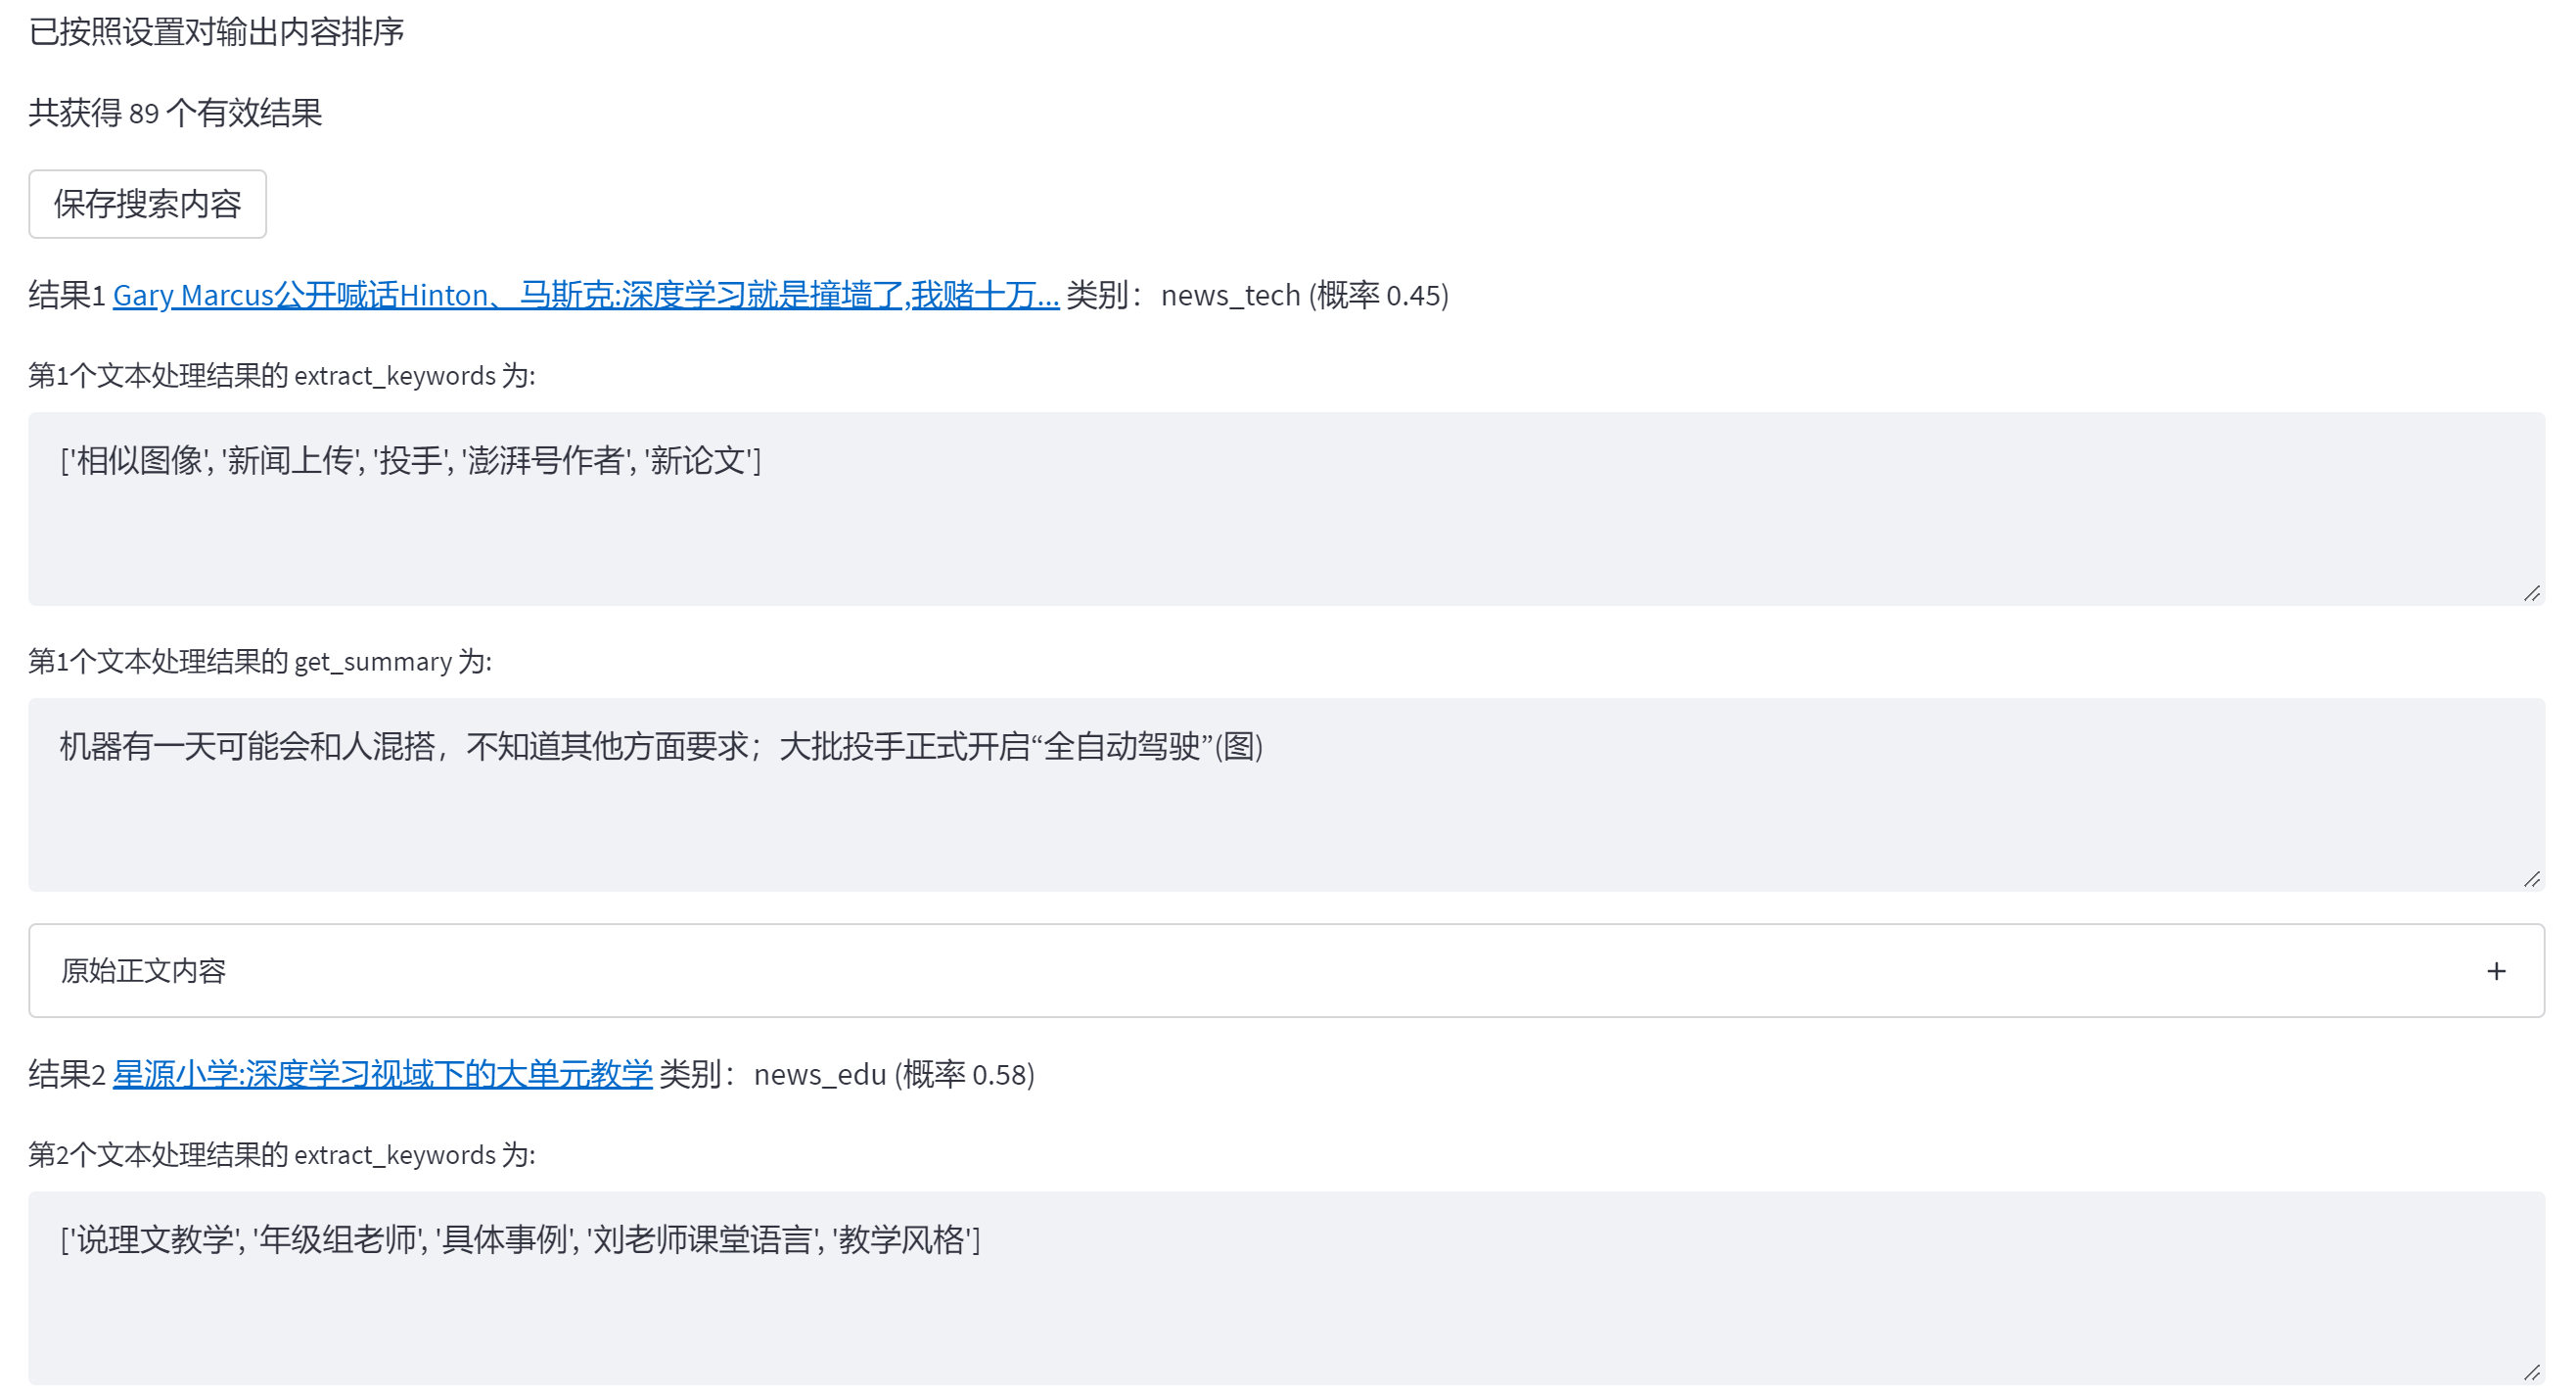 已按照设置对输出内容排序
共获得 89 个有效结果
保存搜索内容
结果1 Gary Marcus公开喊话Hinton、马斯克:深度学习就是撞墙了,我赌十万... 类别：news_tech (概率 0.45)
第1个文本处理结果的 extract_keywords 为:
['相似图像', '新闻上传', '投手', '澎湃号作者', '新论文']
第1个文本处理结果的 get_summary 为:
机器有一天可能会和人混搭，不知道其他方面要求；大批投手正式开启“全自动驾驶”(图)
原始正文内容
结果2 星源小学:深度学习视域下的大单元教学 类别：news_edu (概率 0.58)
第2个文本处理结果的 extract_keywords 为:
['说理文教学', '年级组老师', '具体事例', '刘老师课堂语言', '教学风格']